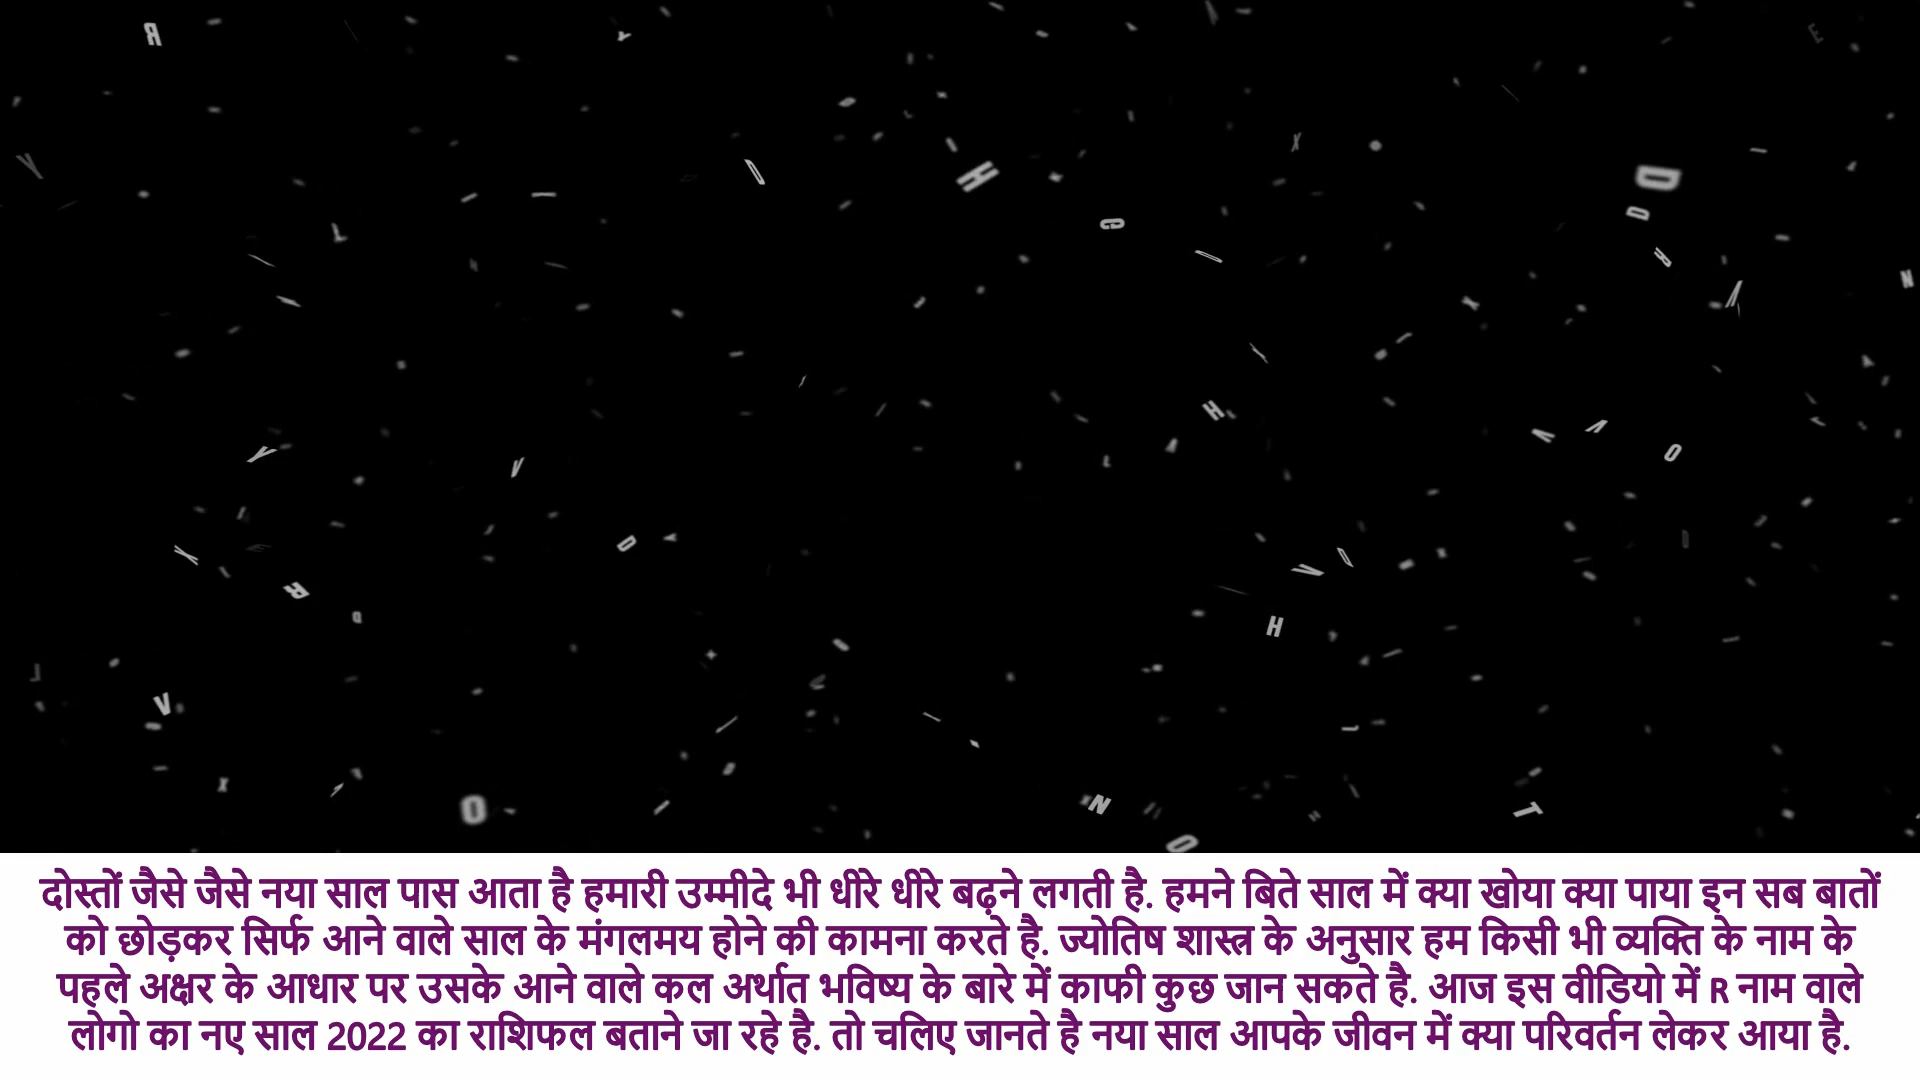 दोस्तों जैसे जैसे नया साल पास आता है हमारी उम्मीदे भी धीरे धीरे बढ़ने लगती है. हमने बिते साल में क्या खोया क्या पाया इन सब बातों
को छोड़कर सिर्फ आने वाले साल के मंगलमय होने की कामना करते है. ज्योतिष शास्त्र के अनुसार हम किसी भी व्यक्ति के नाम के
पहले अक्षर के आधार पर उसके आने वाले कल अर्थात भविष्य के बारे में काफी कुछ जान सकते है. आज इस वीडियो में R नाम वाले
लोगो का नए साल 2022 का राशिफल बताने जा रहे है. तो चलिए जानते है नया साल आपके जीवन में क्या परिवर्तन लेकर आया है.